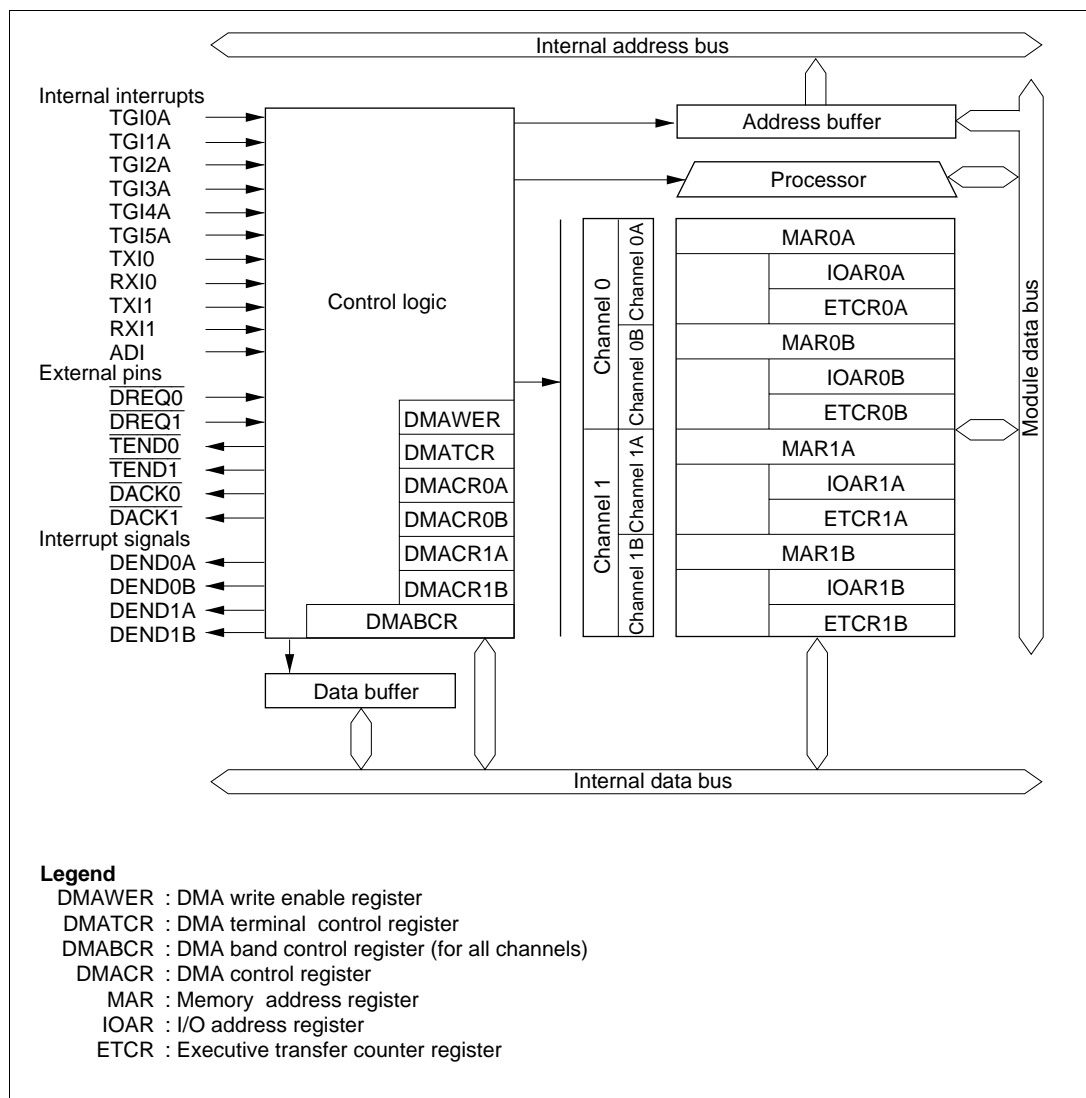 Internal address bus
Internal interrupts
TGI0A
TGI1A
TGI2A
TGI3A
TGI4A
TGI5A
TXI0
RXI0
TXI1
RXI1
ADI
External pins
DREQ0
DREQ1
TEND0
TEND1
DACK0
DACK1
Interrupt signals
DEND0A
DEND0B
DEND1A
DEND1B
Control logic
DMAWER
DMATCR
DMACR0A
DMACR0B
DMACR1A
DMACR1B
DMABCR
Data buffer
Address buffer
Processor
Channel 0
Channel 0A
Channel 0B
Channel 1
Channel 1A
Channel 1B
MAR0A
IOAR0A
ETCR0A
MAR0B
IOAR0B
ETCR0B
MAR1A
IOAR1A
ETCR1A
MAR1B
IOAR1B
ETCR1B
Module data bus
Internal data bus
Legend
DMAWER : DMA write enable register
DMATCR : DMA terminal control register
DMABCR : DMA band control register (for all channels)
DMACR : DMA control register
MAR : Memory address register
IOAR : I/O address register
ETCR : Executive transfer counter register